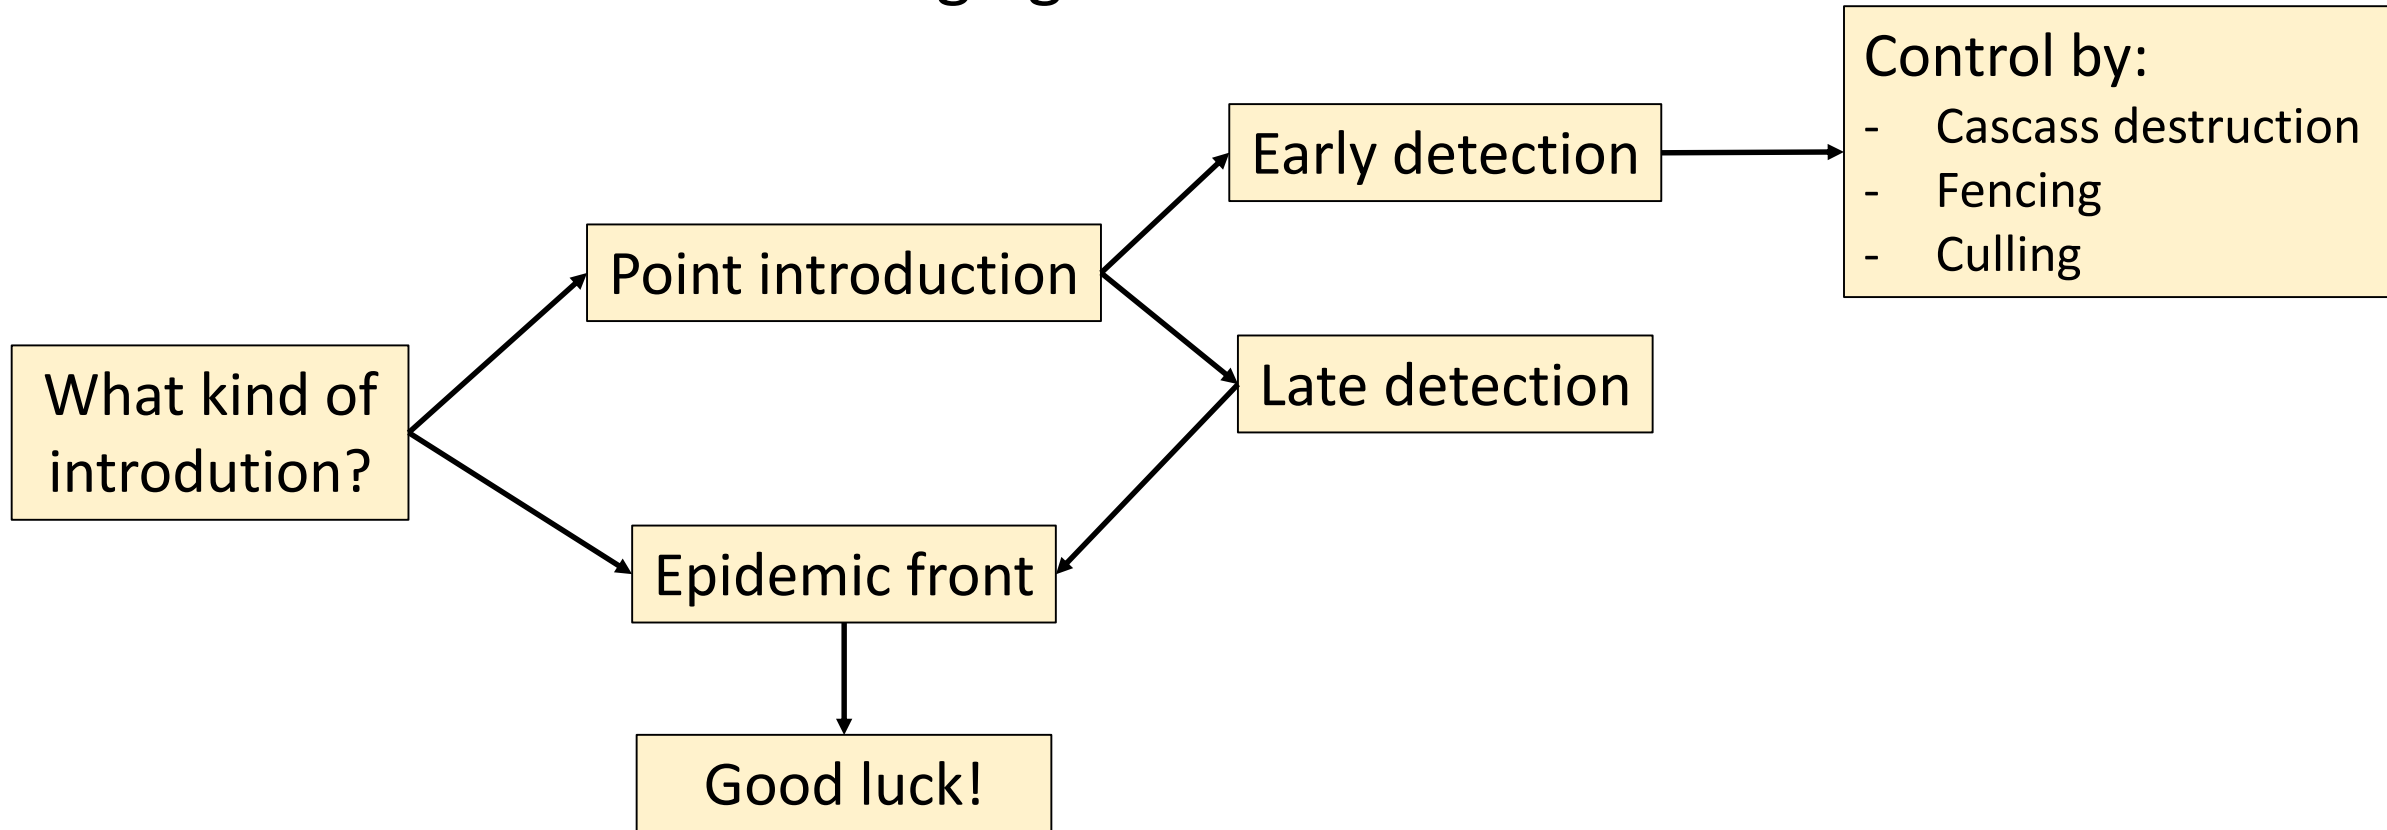 Control by:
- Cascass destruction
- Fencing
- Culling
Early detection
Point introduction
Late detection
What kind of
introdution?
Epidemic front
Good luck!